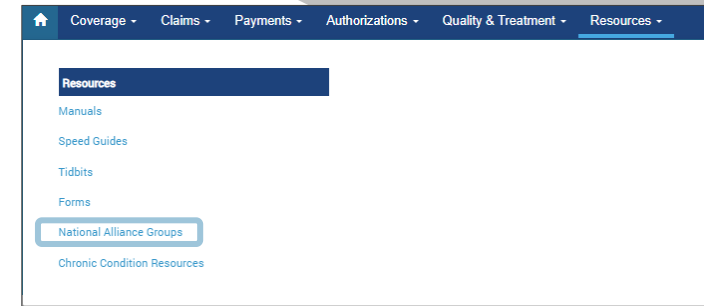 Coverage Claims Payments Authorizations Quality & Treatment Resources
Resources
Manuals
Speed Guides
Tidbits
Forms
National Alliance Groups
Chronic Condition Resources